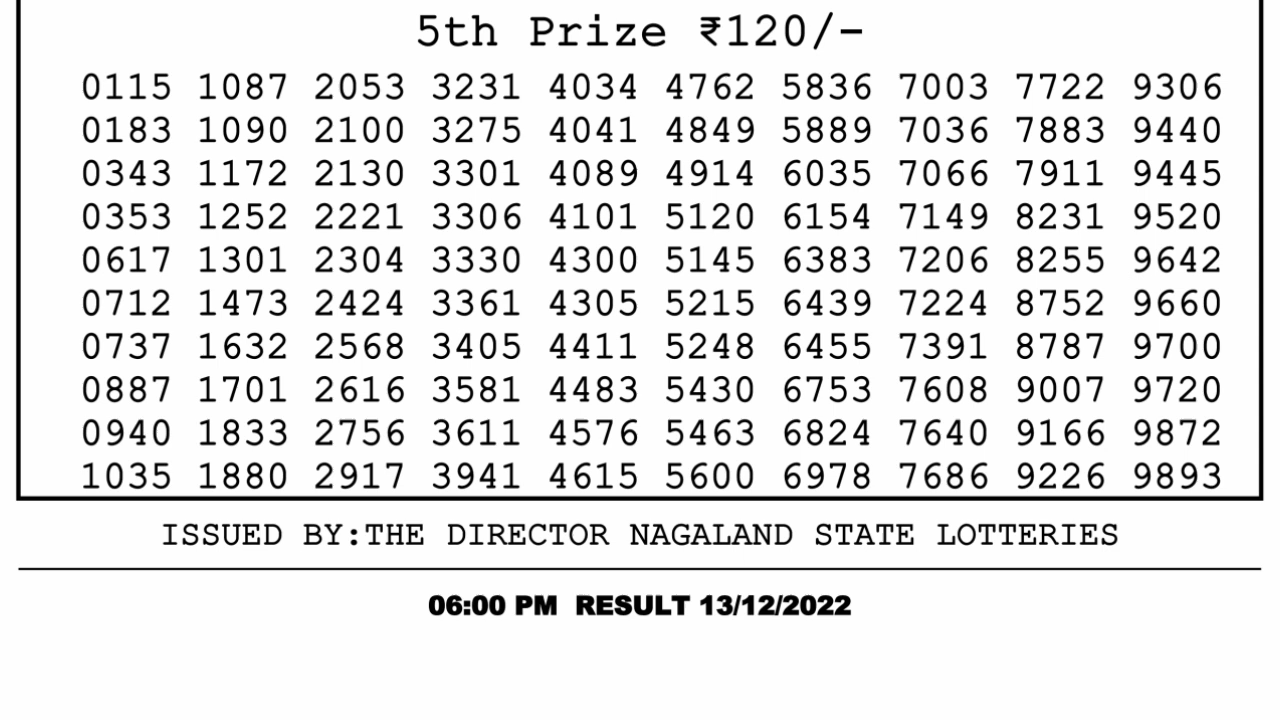 5th Prize ₹120/-
0115 1087 2053 3231 4034 4762 5836 7003 7722 9306
0183 1090 2100 3275 4041 4849 5889 7036 7883 9440
0343 1172 2130 3301 4089 4914 6035 7066 7911 9445
0353 1252 2221 3306 4101 5120 6154 7149 8231 9520
0617 1301 2304 3330 4300 5145 6383 7206 8255 9642
0712 1473 2424 3361 4305 5215 6439 7224 8752 9660
0737 1632 2568 3405 4411 5248 6455 7391 8787 9700
0887 1701 2616 3581 4483 5430 6753 7608 9007 9720
0940 1833 2756 3611 4576 5463 6824 7640 9166 9872
1035 1880 2917 3941 4615 5600 6978 7686 9226 9893
ISSUED BY:THE DIRECTOR NAGALAND STATE LOTTERIES
06:00 PM RESULT 13/12/2022